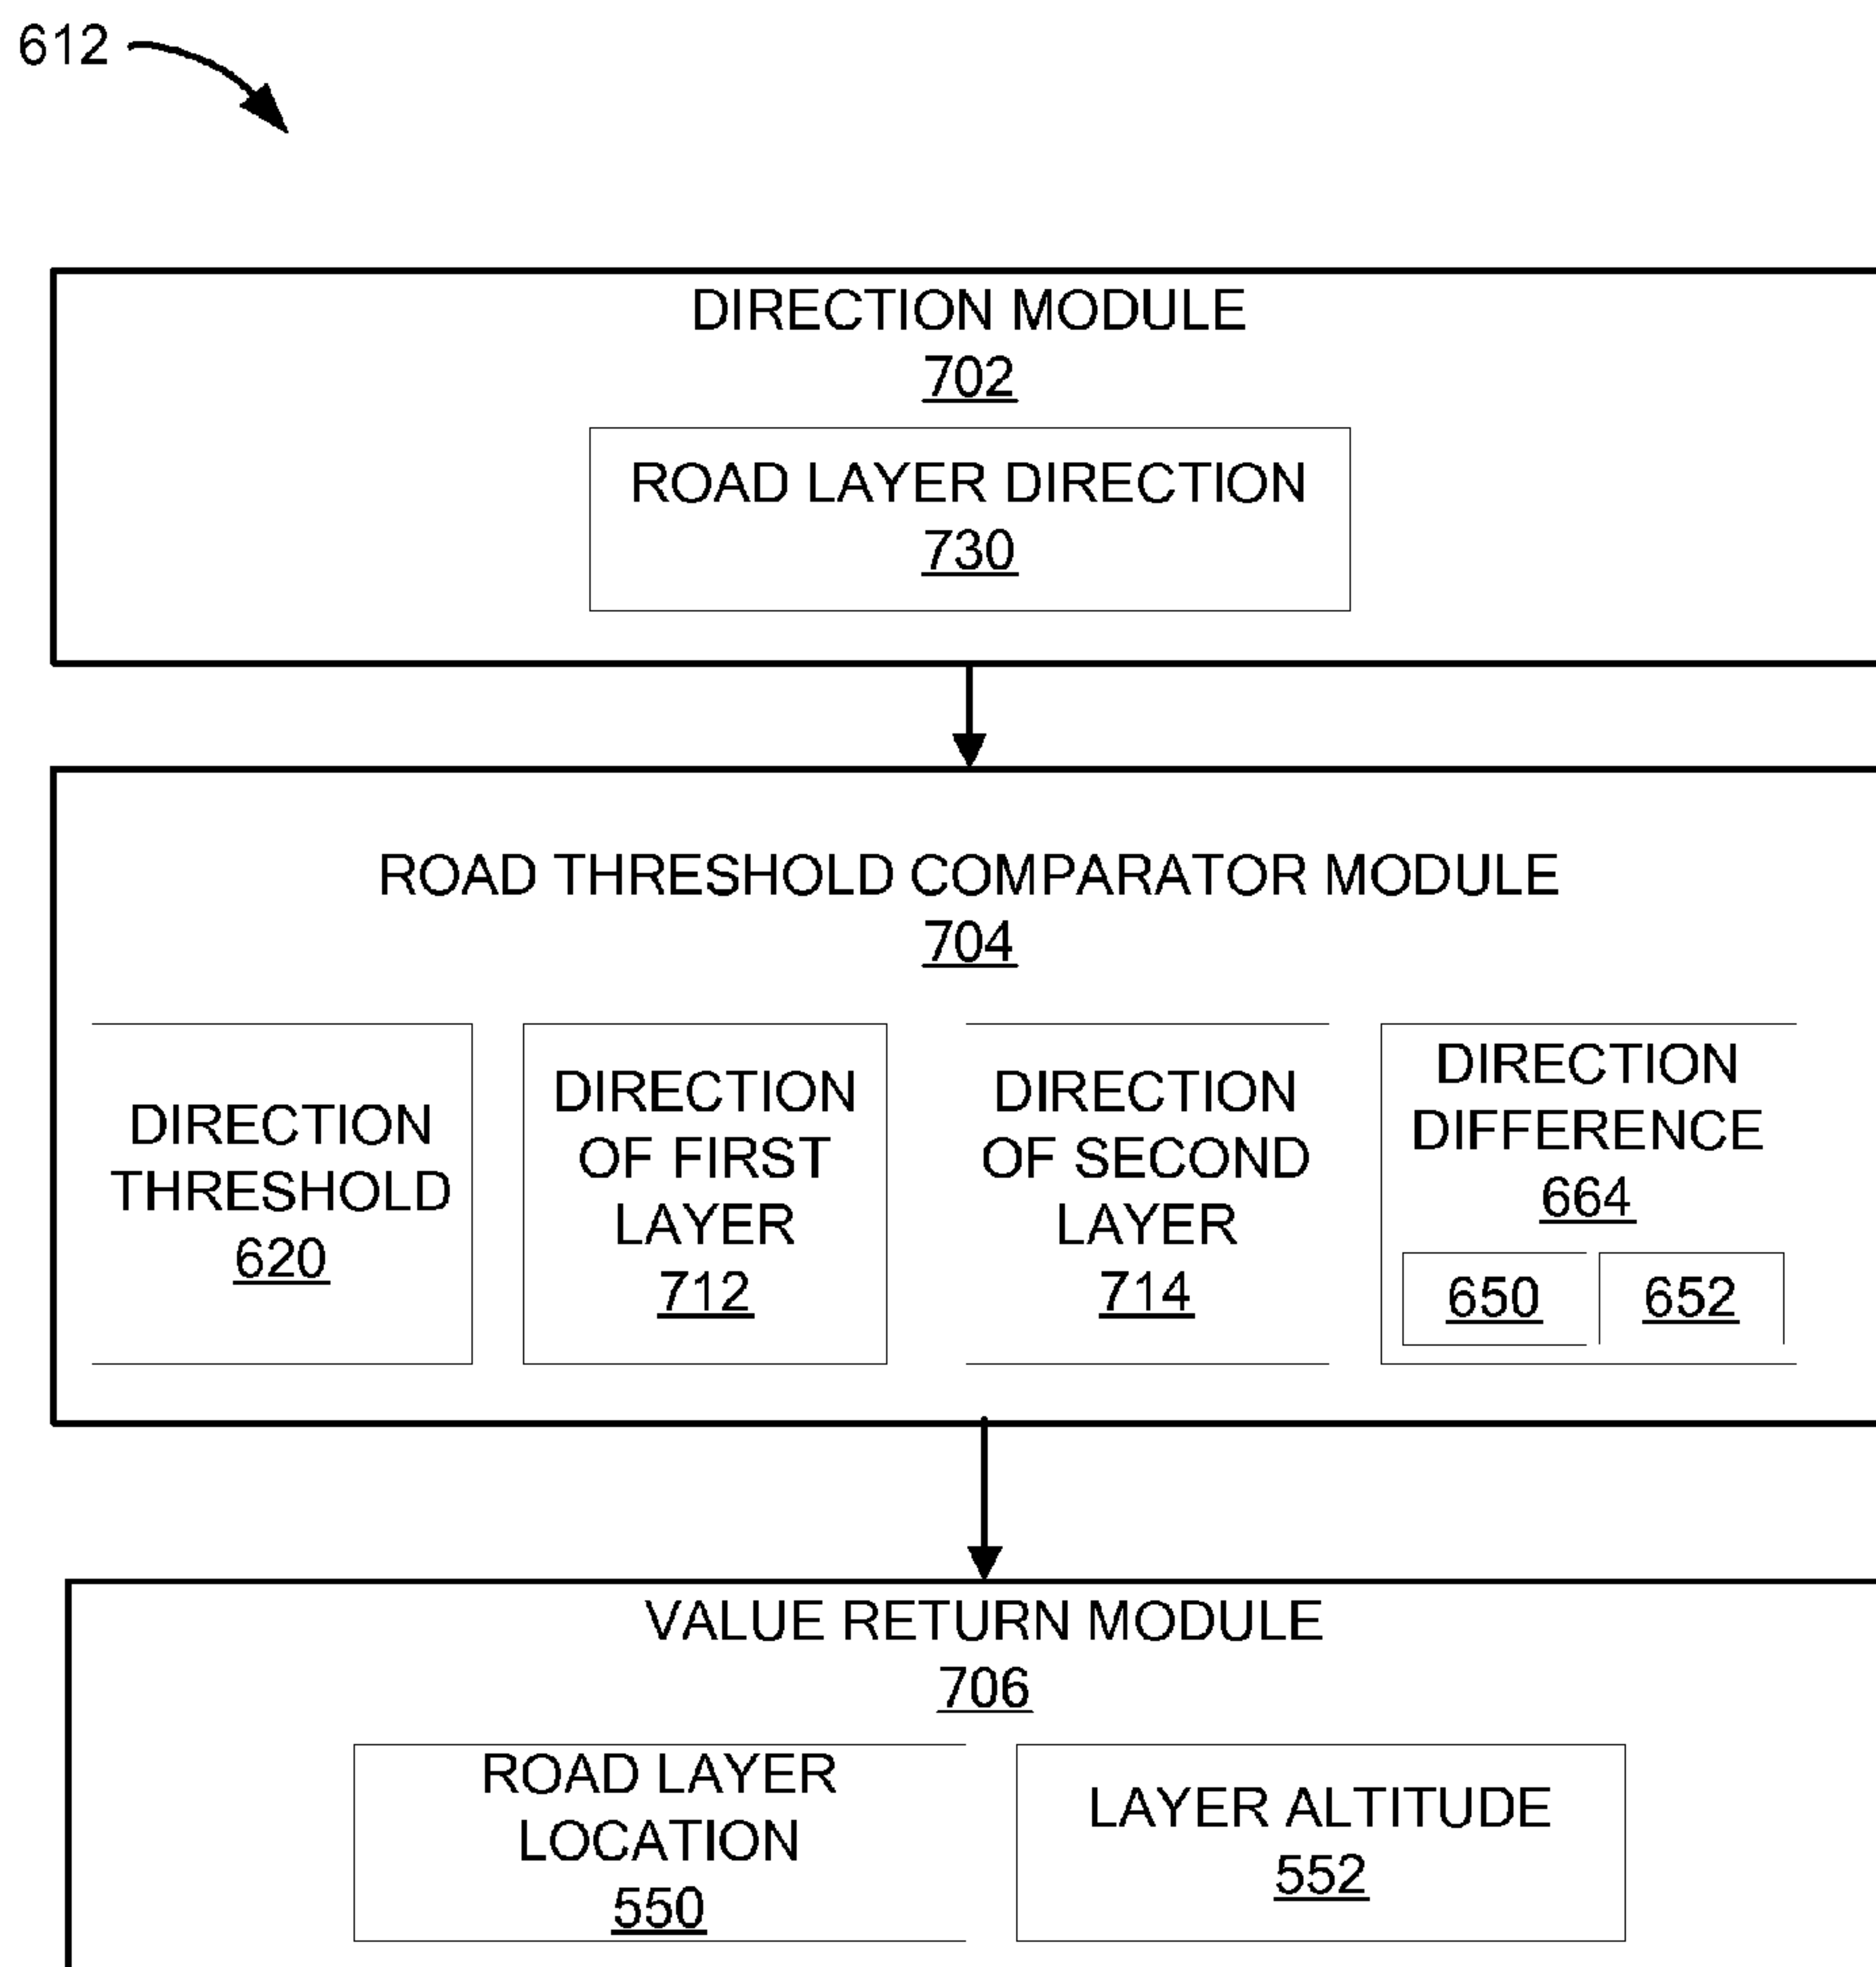 612
DIRECTION MODULE
702
ROAD LAYER DIRECTION
730
ROAD THRESHOLD COMPARATOR MODULE
704
DIRECTION
THRESHOLD
620
DIRECTION
OF FIRST
LAYER
712
DIRECTION
OF SECOND
LAYER
714
DIRECTION
DIFFERENCE
664
650
652
VALUE RETURN MODULE
706
ROAD LAYER
LOCATION
550
LAYER ALTITUDE
552